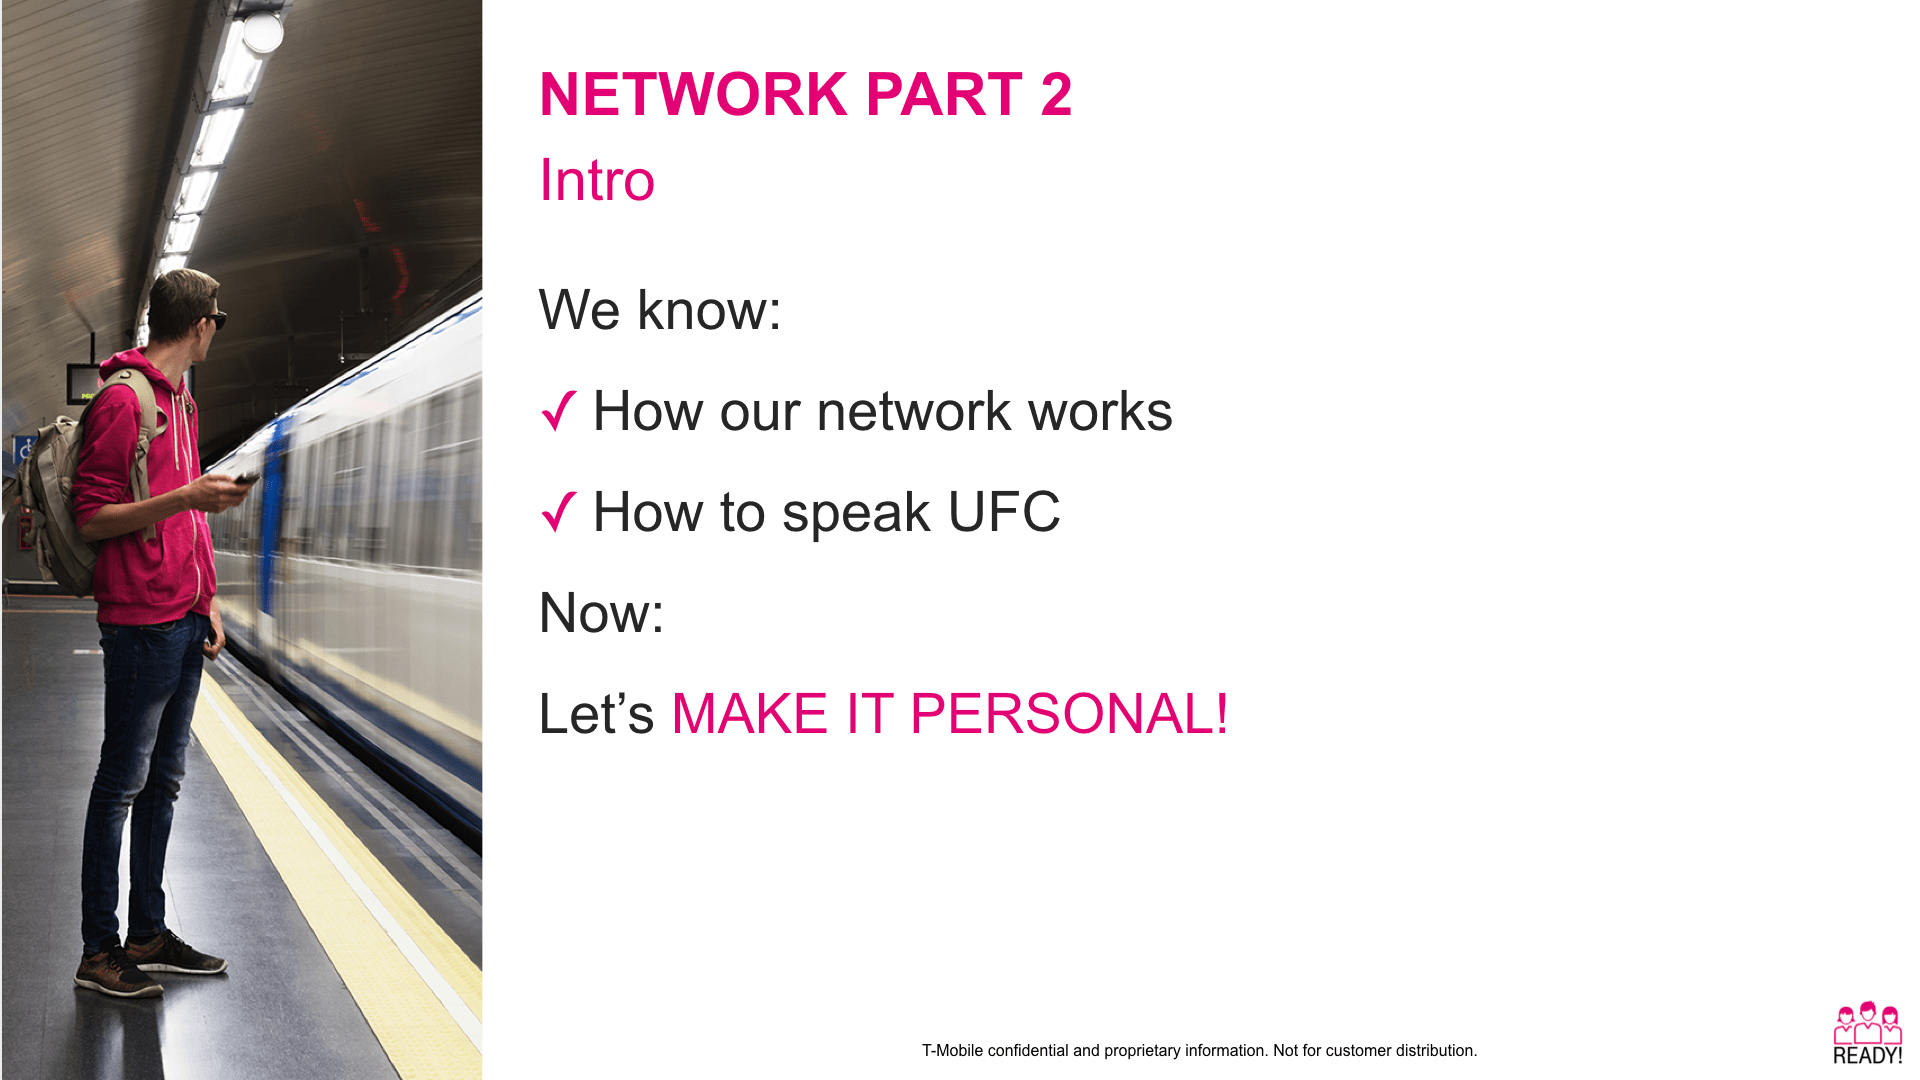 NETWORK PART 2
Intro
We know:
✓ How our network works
✓ How to speak UFC
Now:
Let’s MAKE IT PERSONAL!
T-Mobile confidential and proprietary information. Not for customer distribution.
READY!